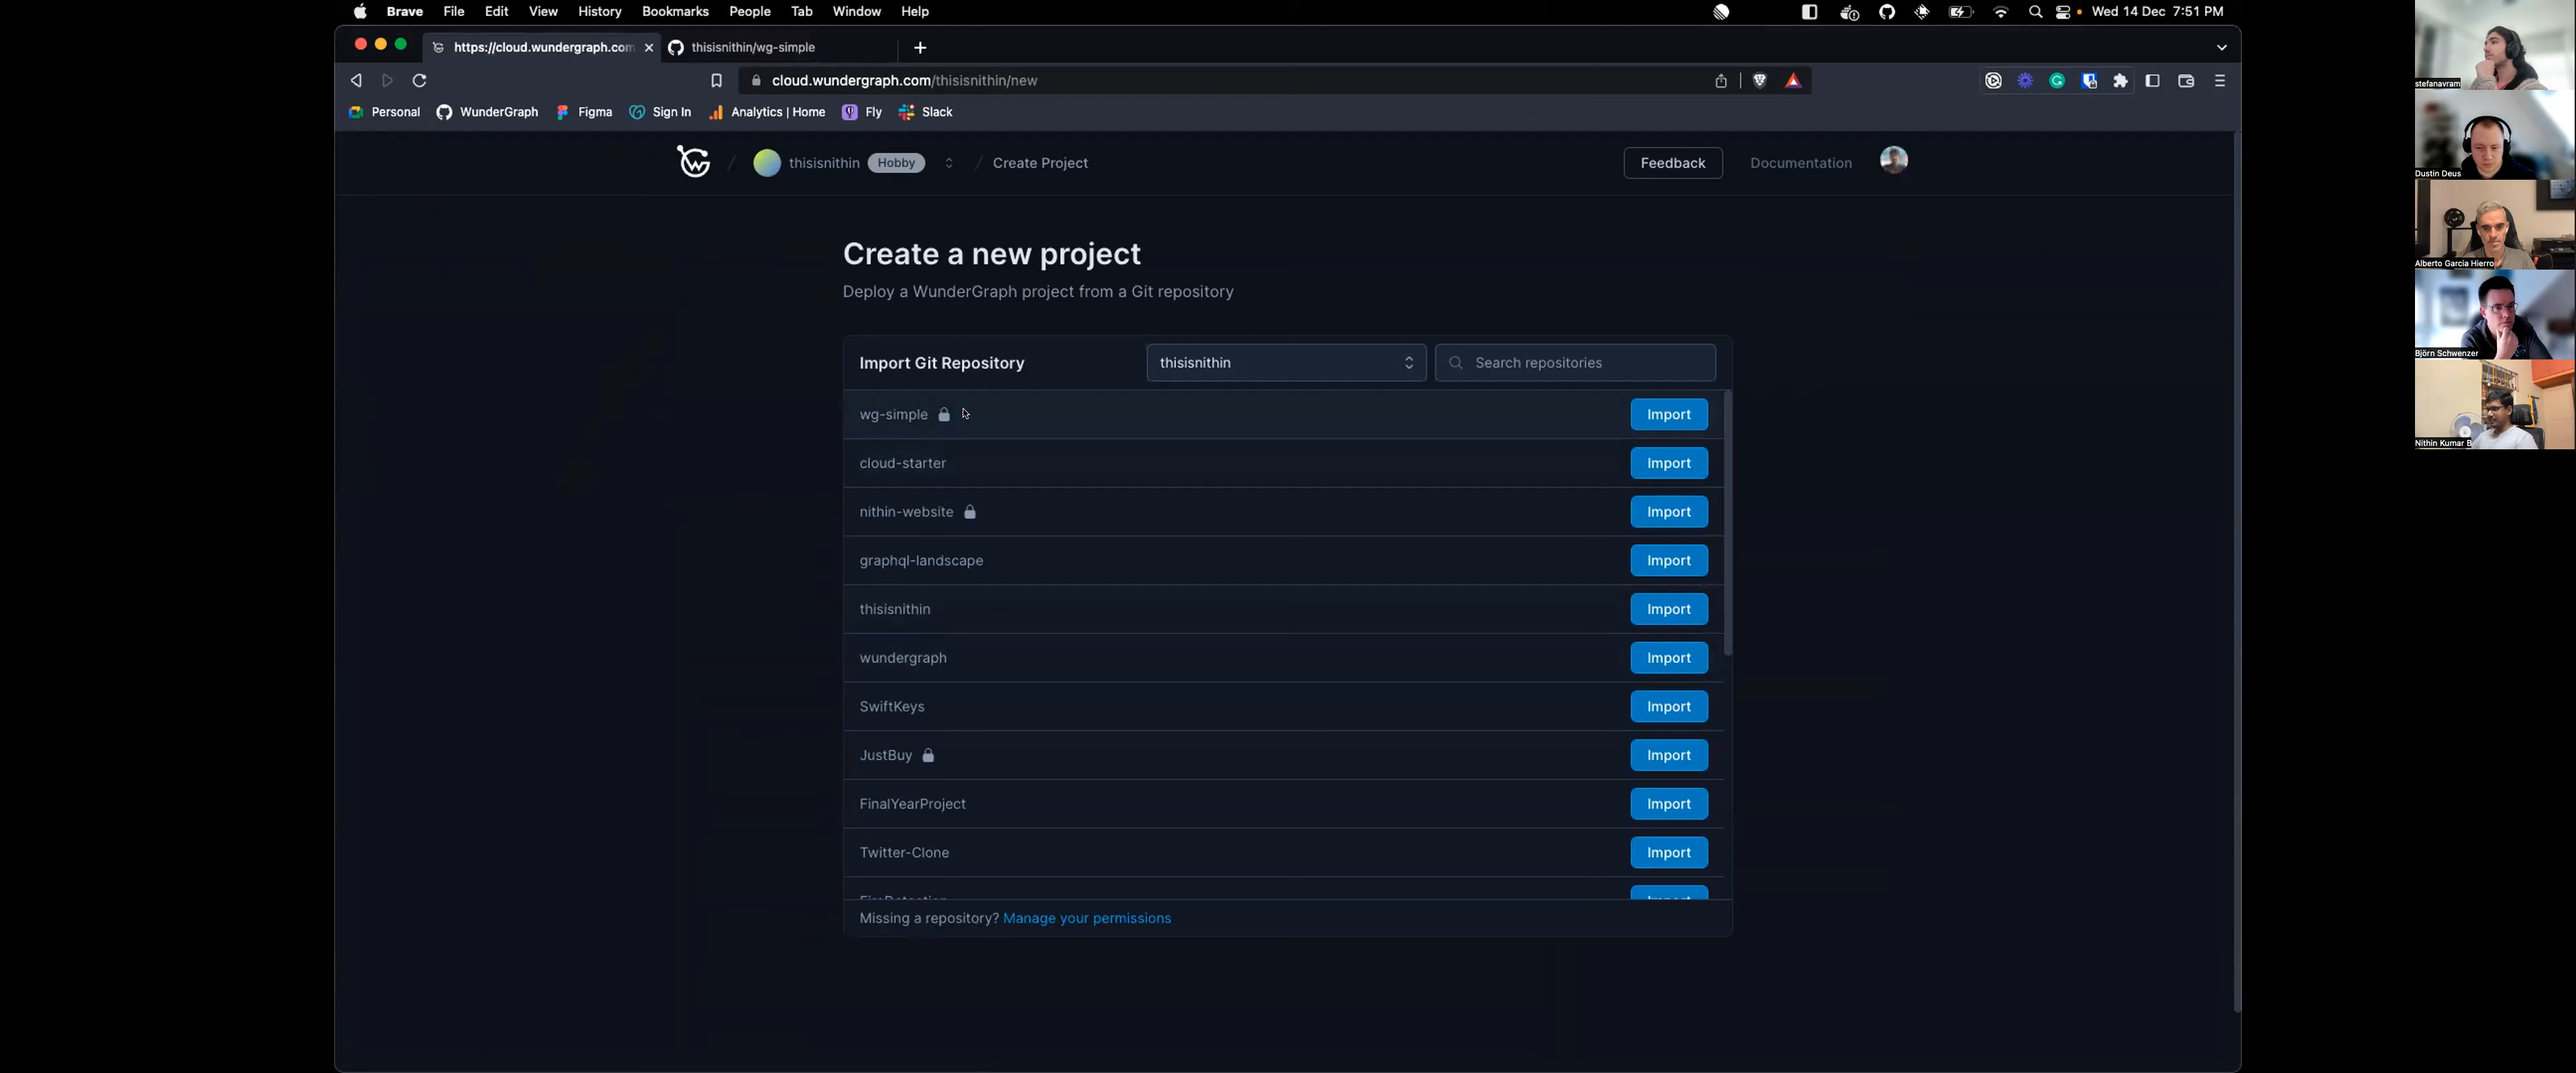 Brave File Edit View History Bookmarks People Tab Window Help Wed 14 Dec 7:51 PM
https://cloud.wundergraph.com thisisnithin/wg-simple
cloud.wundergraph.com/thisisnithin/new
Personal WunderGraph Figma Sign In Analytics | Home Fly Slack
thisisnithin Hobby / Create Project Feedback Documentation
Create a new project
Deploy a WunderGraph project from a Git repository
Import Git Repository thisisnithin Search repositories
wg-simple Import
cloud-starter Import
nithin-website Import
graphql-landscape Import
thisisnithin Import
wundergraph Import
SwiftKeys Import
JustBuy Import
FinalYearProject Import
Twitter-Clone Import
Missing a repository? Manage your permissions
stefanavram
Dustin Deus
Alberto Garcia Hierro
Björn Schwenzer
Nithin Kumar B